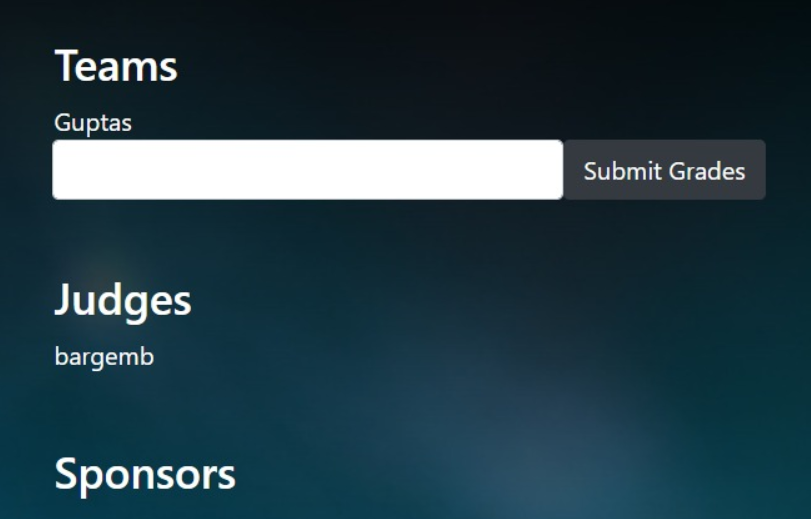 Teams
Guptas
Submit Grades
Judges
bargemb
Sponsors